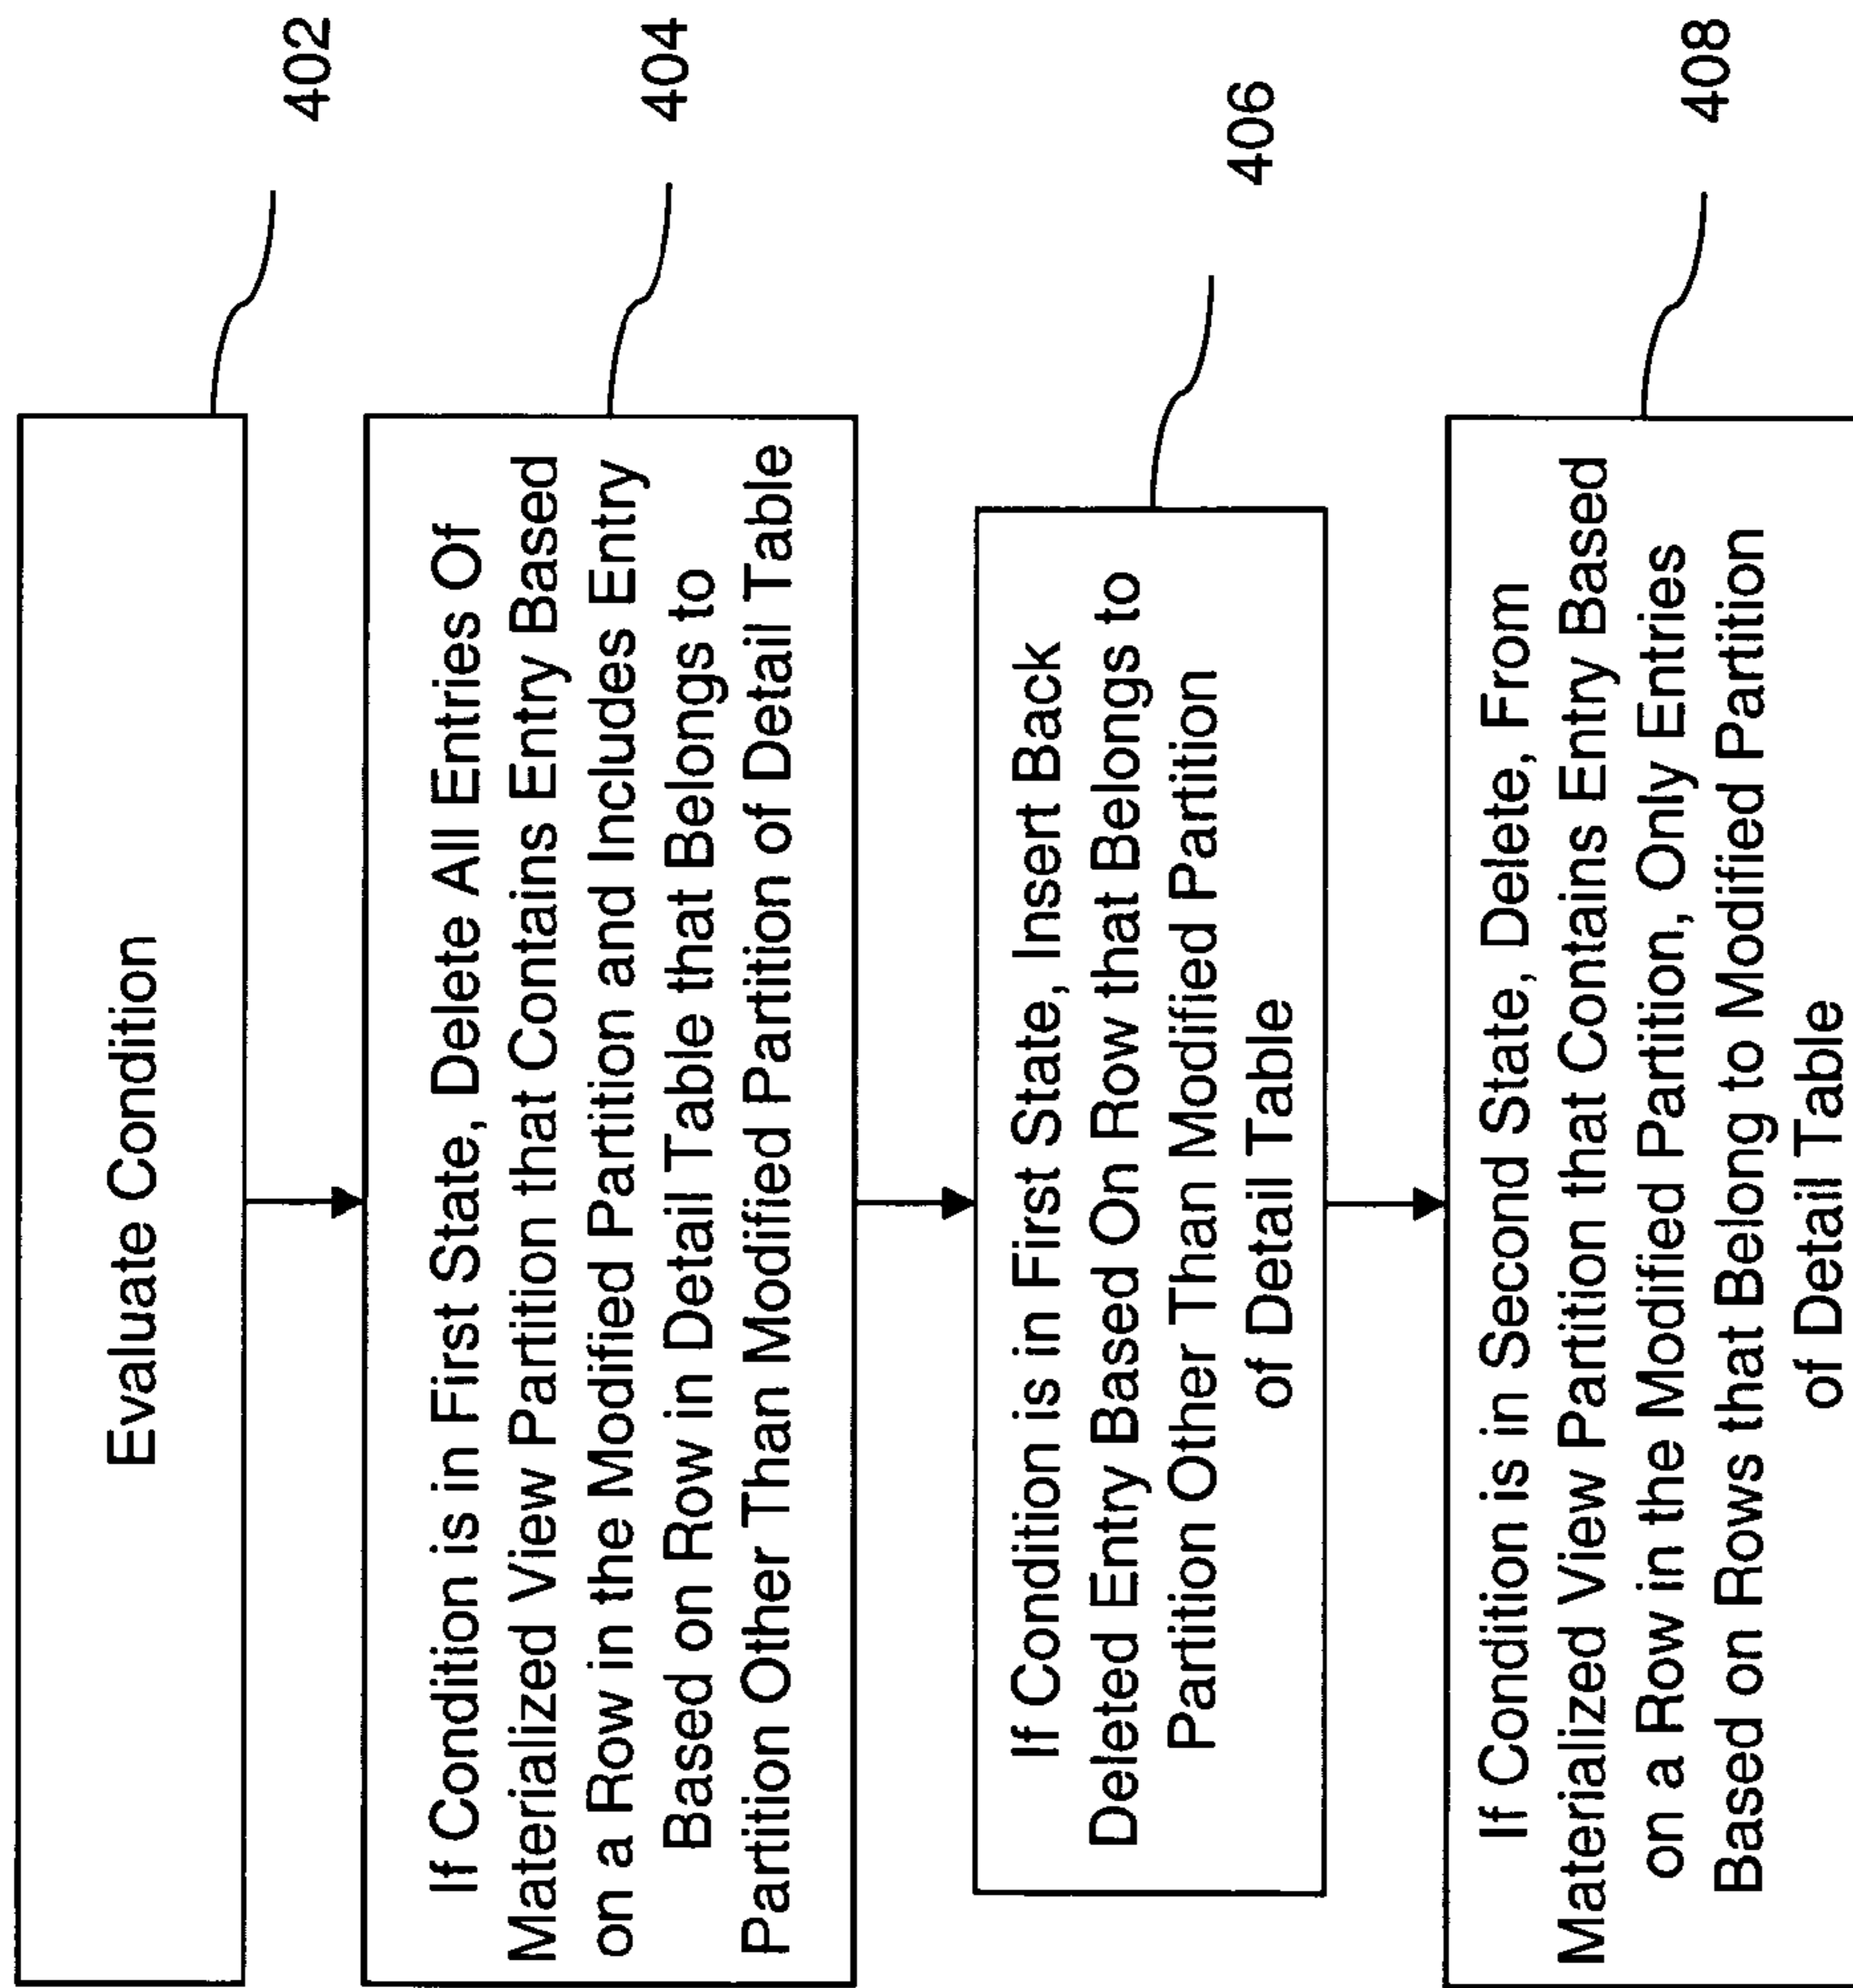 Evaluate Condition
402
If Condition is in First State, Delete All Entries Of
Materialized View Partition that Contains Entry Based
on a Row in the Modified Partition and Includes Entry
Based on Row in Detail Table that Belongs to
Partition Other Than Modified Partition of Detail Table
404
If Condition is in First State, Insert Back
Deleted Entry Based On Row that Belongs to
Partition Other Than Modified Partition
of Detail Table
406
If Condition is in Second State, Delete, From
Materialized View Partition that Contains Entry Based
on a Row in the Modified Partition, Only Entries
Based on Rows that Belong to Modified Partition
of Detail Table
408